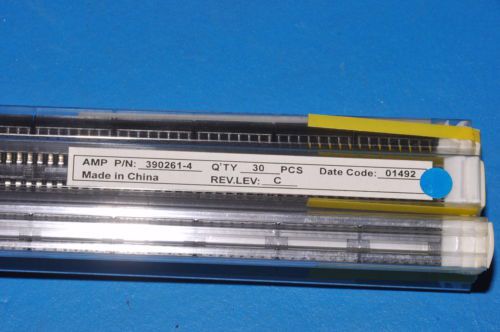 AMP P/N: 390261-4 Q'TY 30 PCS Date Code: 01492
Made in China REV.LEV: C